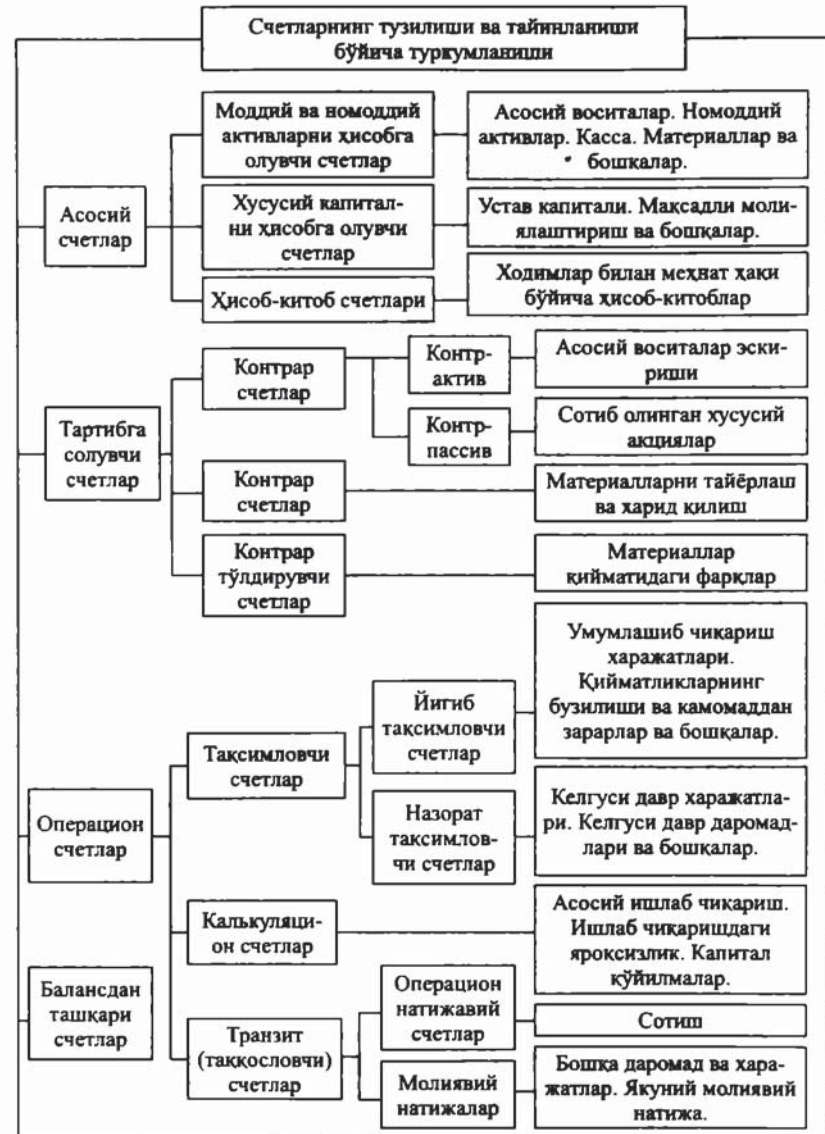 Счетларнинг тузилиши ва тайинланиши
бўйича туркумланиши
Асосий
счетлар
Моддий ва номоддий
активларни ҳисобга
олувчи счетлар
Асосий воситалар. Номоддий
активлар. Касса. Материаллар ва
бошқалар.
Хусусий капитал-
ни ҳисобга олувчи
счетлар
Устав капитали. Мақсадли моли-
ялаштириш ва бошқалар.
Ҳисоб-китоб счетлари
Ходимлар билан меҳнат ҳақи
бўйича ҳисоб-китоблар
Тартибга
солувчи
счетлар
Контрар
счетлар
Контр-
актив
Асосий воситалар эски-
риши
Контр-
пассив
Сотиб олинган хусусий
акциялар
Контрар
счетлар
Материалларни тайёрлаш
ва харид қилиш
Контрар
тўлдирувчи
счетлар
Материаллар
қийматидаги фарқлар
Операцион
счетлар
Тақсимловчи
счетлар
Йиғиб
тақсимловчи
счетлар
Умумлашиб чиқариш
харажатлари.
Қийматликларнинг
бузилиши ва камомаддан
зарарлар ва бошқалар.
Назорат
тақсимлов-
чи счетлар
Келгуси давр харажатла-
ри. Келгуси давр даромад-
лари ва бошқалар.
Калькуляци-
он счетлар
Асосий ишлаб чиқариш.
Ишлаб чиқаришдаги
яроқсизлик. Капитал
қўйилмалар.
Балансдан
ташқари
счетлар
Транзит
(таққословчи)
счетлар
Операцион
натижавий
счетлар
Сотиш
Молиявий
натижалар
Бошқа даромад ва хара-
жатлар. Якуний молиявий
натижа.